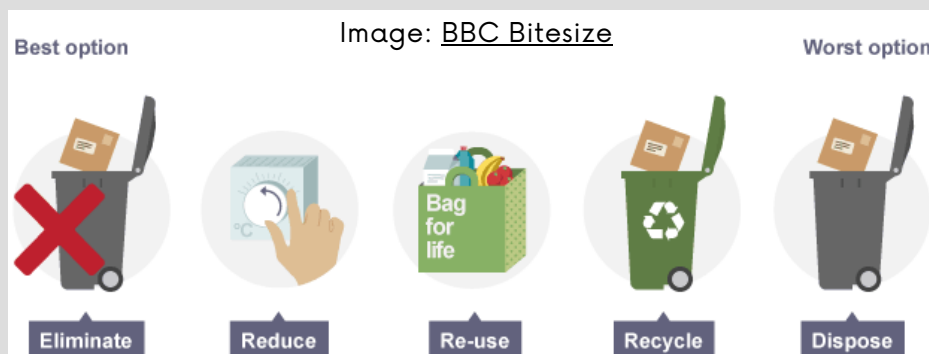 Image: BBC Bitesize
Best option
Worst option
°C
Bag
for
life
Eliminate
Reduce
Re-use
Recycle
Dispose